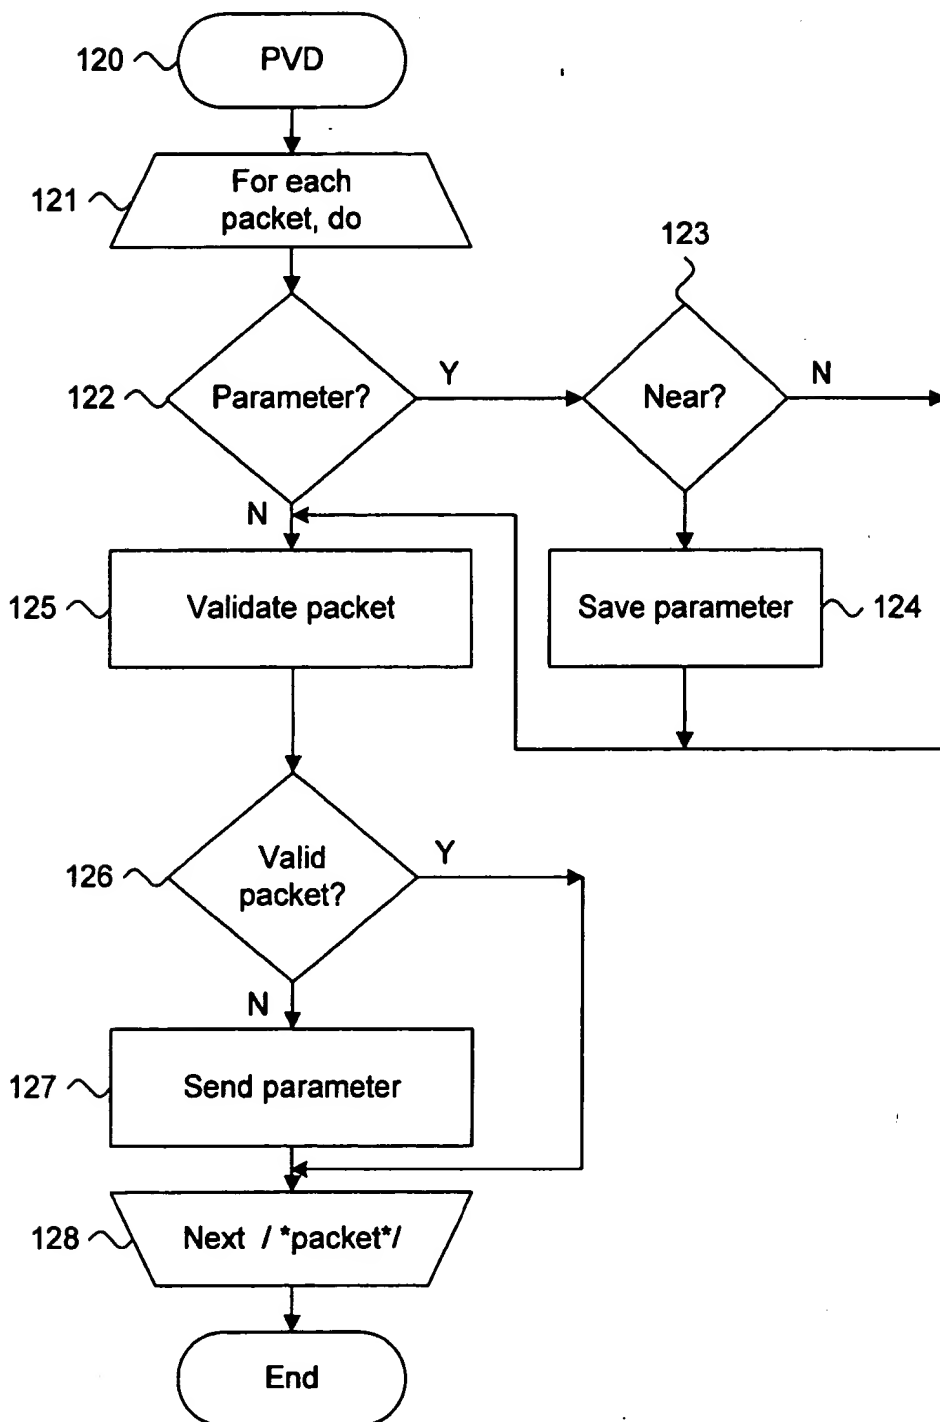 120
PVD
121
For each
packet, do
123
122
Parameter?
Y
Near?
N
N
125
Validate packet
Save parameter
124
126
Valid
packet?
Y
N
127
Send parameter
128
Next / *packet*/
End